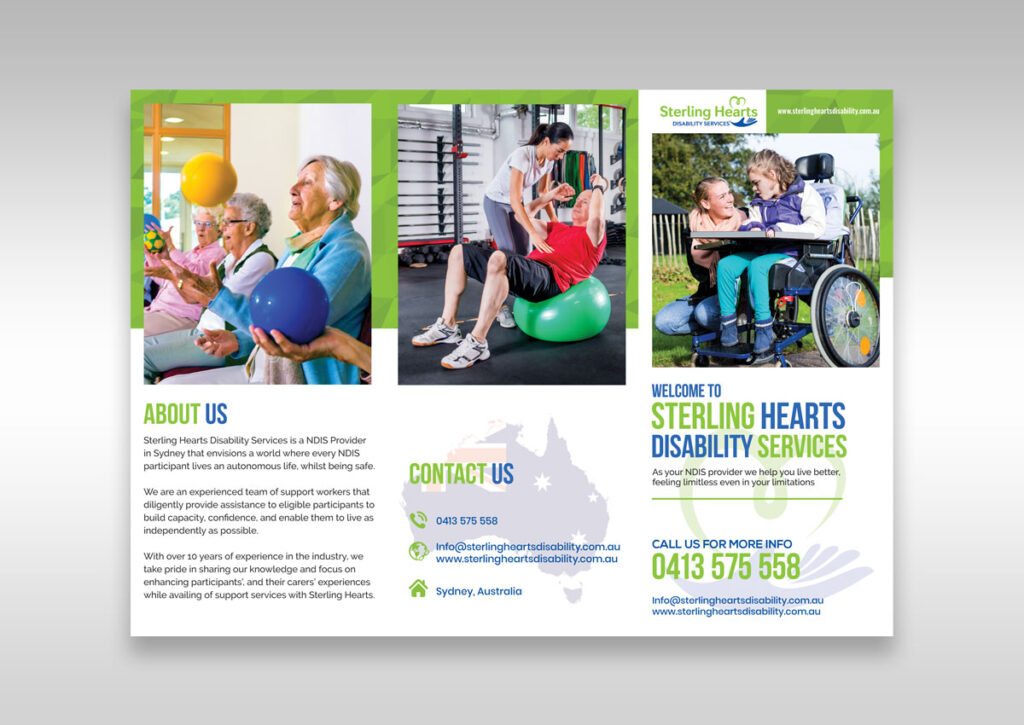 ABOUT US
Sterling Hearts Disability Services is a NDIS Provider
in Sydney that envisions a world where every NDIS
participant lives an autonomous life, whilst being safe.
We are an experienced team of support workers that
diligently provide assistance to eligible participants to
build capacity, confidence, and enable them to live as
independently as possible.
With over 10 years of experience in the industry, we
take pride in sharing our knowledge and focus on
enhancing participants', and their carers' experiences
while availing of support services with Sterling Hearts.
CONTACT US
0413 575 558
Info@sterlingheartsdisability.com.au
www.sterlingheartsdisability.com.au
Sydney, Australia
Sterling Hearts
DISABILITY SERVICES
www.sterlingheartsdisability.com.au
WELCOME TO
STERLING HEARTS
DISABILITY SERVICES
As your NDIS provider we help you live better,
feeling limitless even in your limitations
CALL US FOR MORE INFO
0413 575 558
Info@sterlingheartsdisability.com.au
www.sterlingheartsdisability.com.au